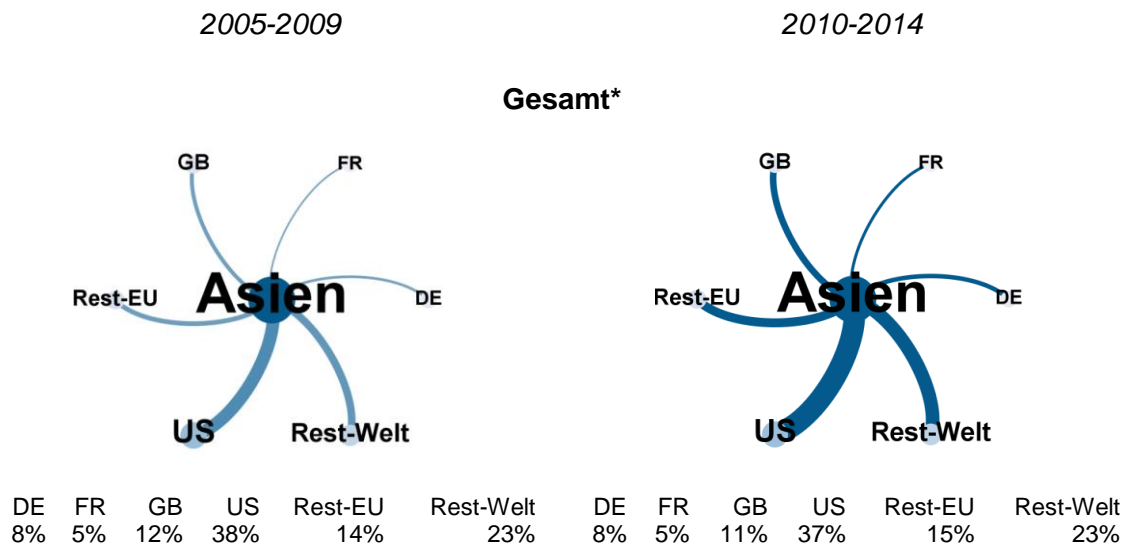 2005-2009 2010-2014
Gesamt*
GB FR GB FR
Rest-EU Asien DE Rest-EU Asien DE
US Rest-Welt US Rest-Welt
DE FR GB US Rest-EU Rest-Welt DE FR GB US Rest-EU Rest-Welt
8% 5% 12% 38% 14% 23% 8% 5% 11% 37% 15% 23%